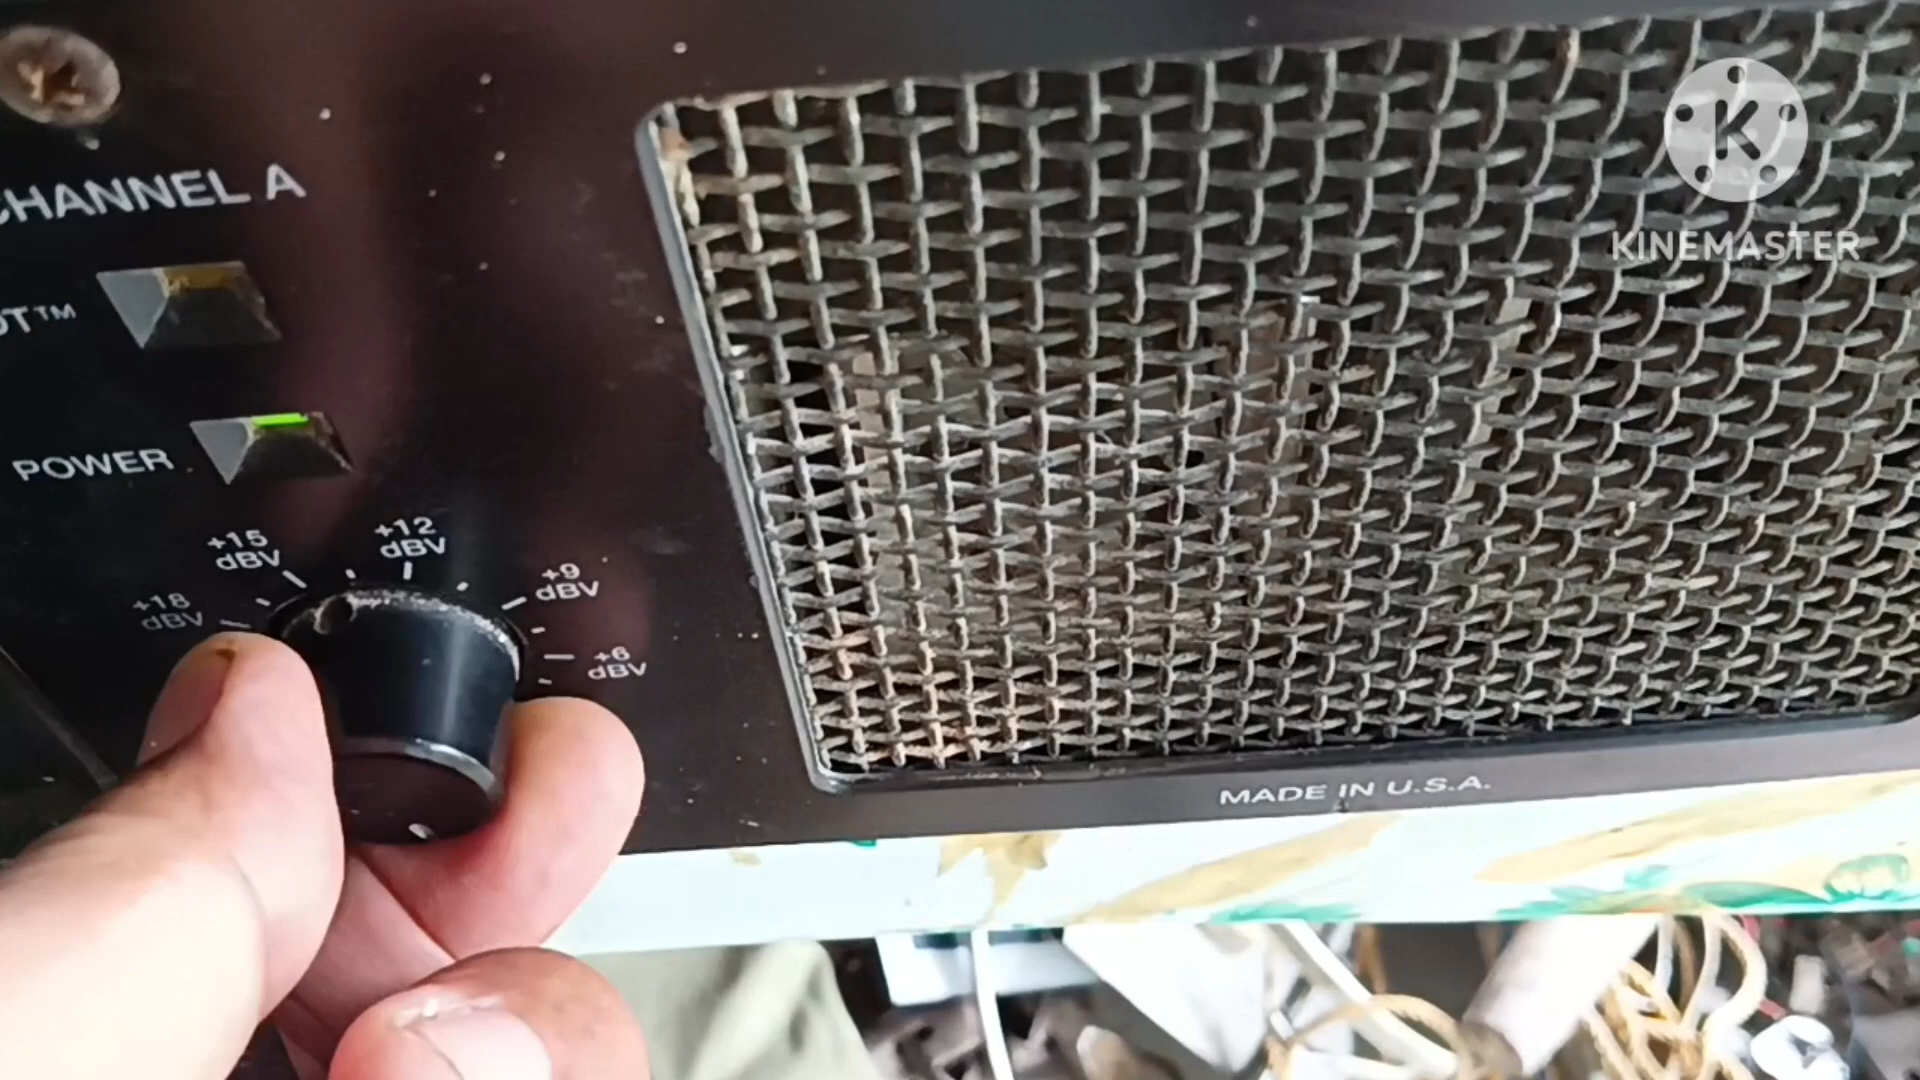 CHANNEL A
POWER
+18
dBV
+15
dBV
+12
dBV
+9
dBV
+6
dBV
MADE IN U.S.A.
K
KINEMASTER